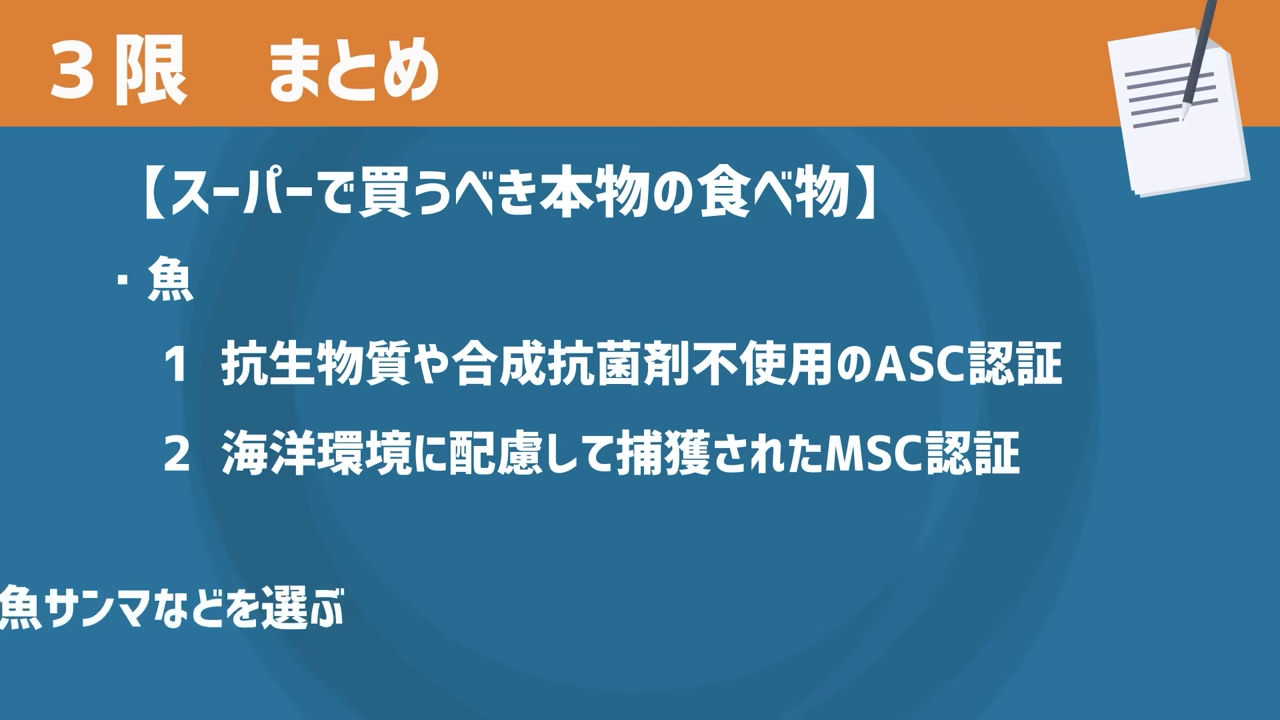 3限　まとめ
【スーパーで買うべき本物の食べ物】
・魚
1 抗生物質や合成抗菌剤不使用のASC認証
2 海洋環境に配慮して捕獲されたMSC認証
魚サンマなどを選ぶ